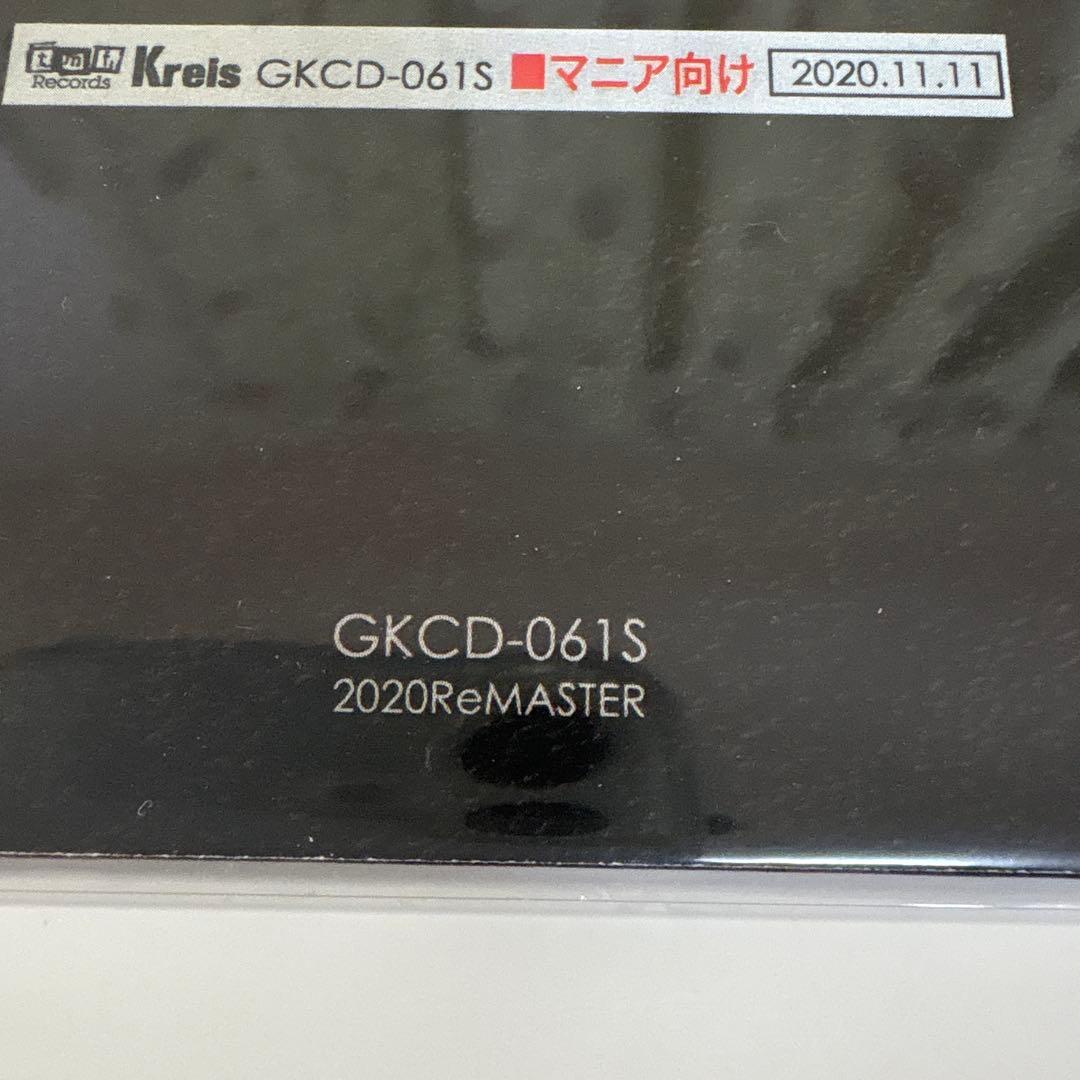 Records Kreis GKCD-061S ■マニア向け 2020.11.11
GKCD-061S
2020ReMASTER